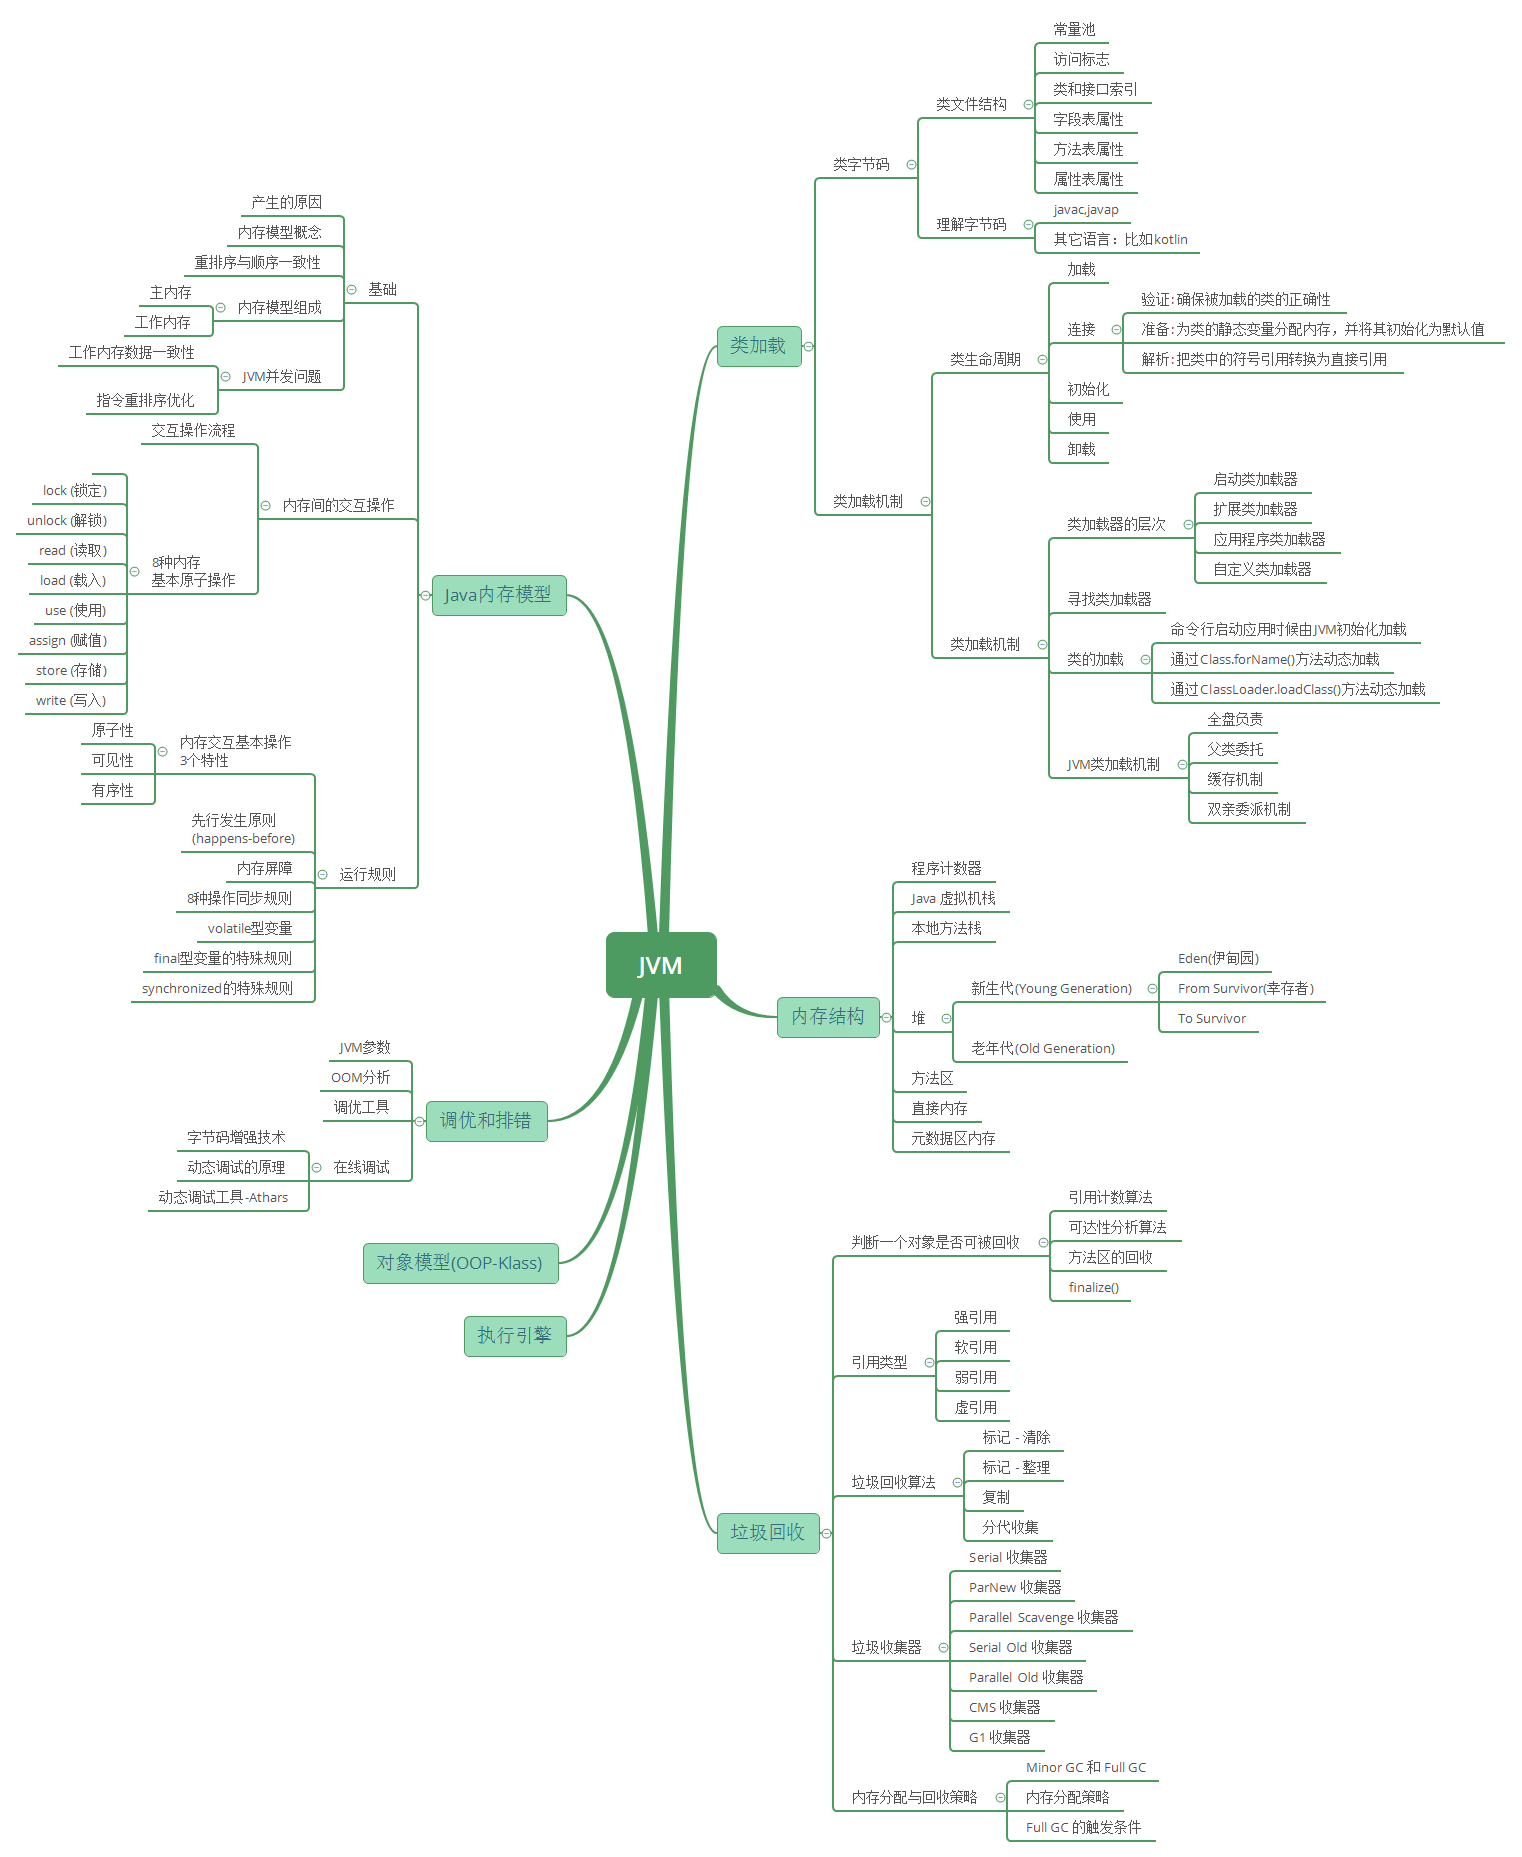 JVM
类加载
类字节码
类文件结构
常量池
访问标志
类和接口索引
字段表属性
方法表属性
属性表属性
理解字节码
javac,javap
其它语言：比如kotlin
类加载机制
类生命周期
加载
连接
验证:确保被加载的类的正确性
准备:为类的静态变量分配内存，并将其初始化为默认值
解析:把类中的符号引用转换为直接引用
初始化
使用
卸载
类加载机制
类加载器的层次
启动类加载器
扩展类加载器
应用程序类加载器
自定义类加载器
寻找类加载器
类的加载
命令行启动应用时候由JVM初始化加载
通过Class.forName()方法动态加载
通过ClassLoader.loadClass()方法动态加载
JVM类加载机制
全盘负责
父类委托
缓存机制
双亲委派机制
内存结构
程序计数器
Java 虚拟机栈
本地方法栈
堆
新生代(Young Generation)
Eden(伊甸园)
From Survivor(幸存者)
To Survivor
老年代(Old Generation)
方法区
直接内存
元数据区内存
垃圾回收
判断一个对象是否可被回收
引用计数算法
可达性分析算法
方法区的回收
finalize()
引用类型
强引用
软引用
弱引用
虚引用
垃圾回收算法
标记 - 清除
标记 - 整理
复制
分代收集
垃圾收集器
Serial 收集器
ParNew 收集器
Parallel Scavenge 收集器
Serial Old 收集器
Parallel Old 收集器
CMS 收集器
G1 收集器
内存分配与回收策略
Minor GC 和 Full GC
内存分配策略
Full GC 的触发条件
Java内存模型
基础
产生的原因
内存模型概念
重排序与顺序一致性
内存模型组成
主内存
工作内存
JVM并发问题
工作内存数据一致性
指令重排序优化
内存间的交互操作
交互操作流程
8种内存
基本原子操作
lock (锁定)
unlock (解锁)
read (读取)
load (载入)
use (使用)
assign (赋值)
store (存储)
write (写入)
运行规则
内存交互基本操作
3个特性
原子性
可见性
有序性
先行发生原则
(happens-before)
内存屏障
8种操作同步规则
volatile型变量
final型变量的特殊规则
synchronized的特殊规则
调优和排错
JVM参数
OOM分析
调优工具
在线调试
字节码增强技术
动态调试的原理
动态调试工具-Athars
对象模型(OOP-Klass)
执行引擎